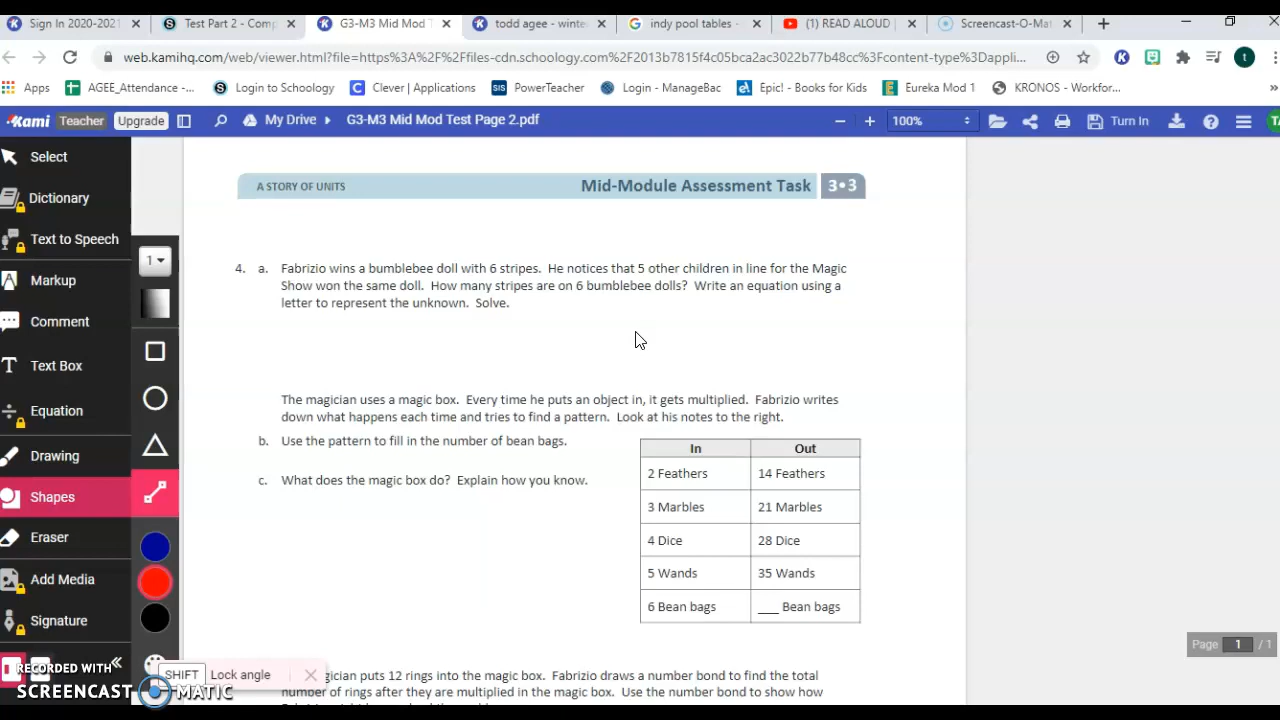 Sign In 2020-2021
Test Part 2 - Comp
G3-M3 Mid Mod T
todd agee - winte
indy pool tables -
(1) READ ALOUD
Screencast-O-Mat
web.kamihq.com/web/viewer.html?file=https%3A%2F%2Ffiles-cdn.schoology.com%2F2013b7815f4c05bca2ac3022b77b48cc%3Fcontent-type%3Dappli...
Apps
AGEE_Attendance -...
Login to Schoology
Clever | Applications
SIS
PowerTeacher
Login - ManageBac
Epic! - Books for Kids
Eureka Mod 1
KRONOS - Workfor...
Kami
Teacher
Upgrade
My Drive
G3-M3 Mid Mod Test Page 2.pdf
100%
Turn In
TA
Select
Dictionary
Text to Speech
Markup
Comment
Text Box
Equation
Drawing
Shapes
Eraser
Add Media
Signature
1
A STORY OF UNITS
Mid-Module Assessment Task
3•3
4. a. Fabrizio wins a bumblebee doll with 6 stripes. He notices that 5 other children in line for the Magic
Show won the same doll. How many stripes are on 6 bumblebee dolls? Write an equation using a
letter to represent the unknown. Solve.
The magician uses a magic box. Every time he puts an object in, it gets multiplied. Fabrizio writes
down what happens each time and tries to find a pattern. Look at his notes to the right.
b. Use the pattern to fill in the number of bean bags.
c. What does the magic box do? Explain how you know.
In Out
2 Feathers 14 Feathers
3 Marbles 21 Marbles
4 Dice 28 Dice
5 Wands 35 Wands
6 Bean bags ___ Bean bags
gician puts 12 rings into the magic box. Fabrizio draws a number bond to find the total
number of rings after they are multiplied in the magic box. Use the number bond to show how
Page 1 / 1
SHIFT Lock angle
RECORDED WITH
SCREENCAST MATIC